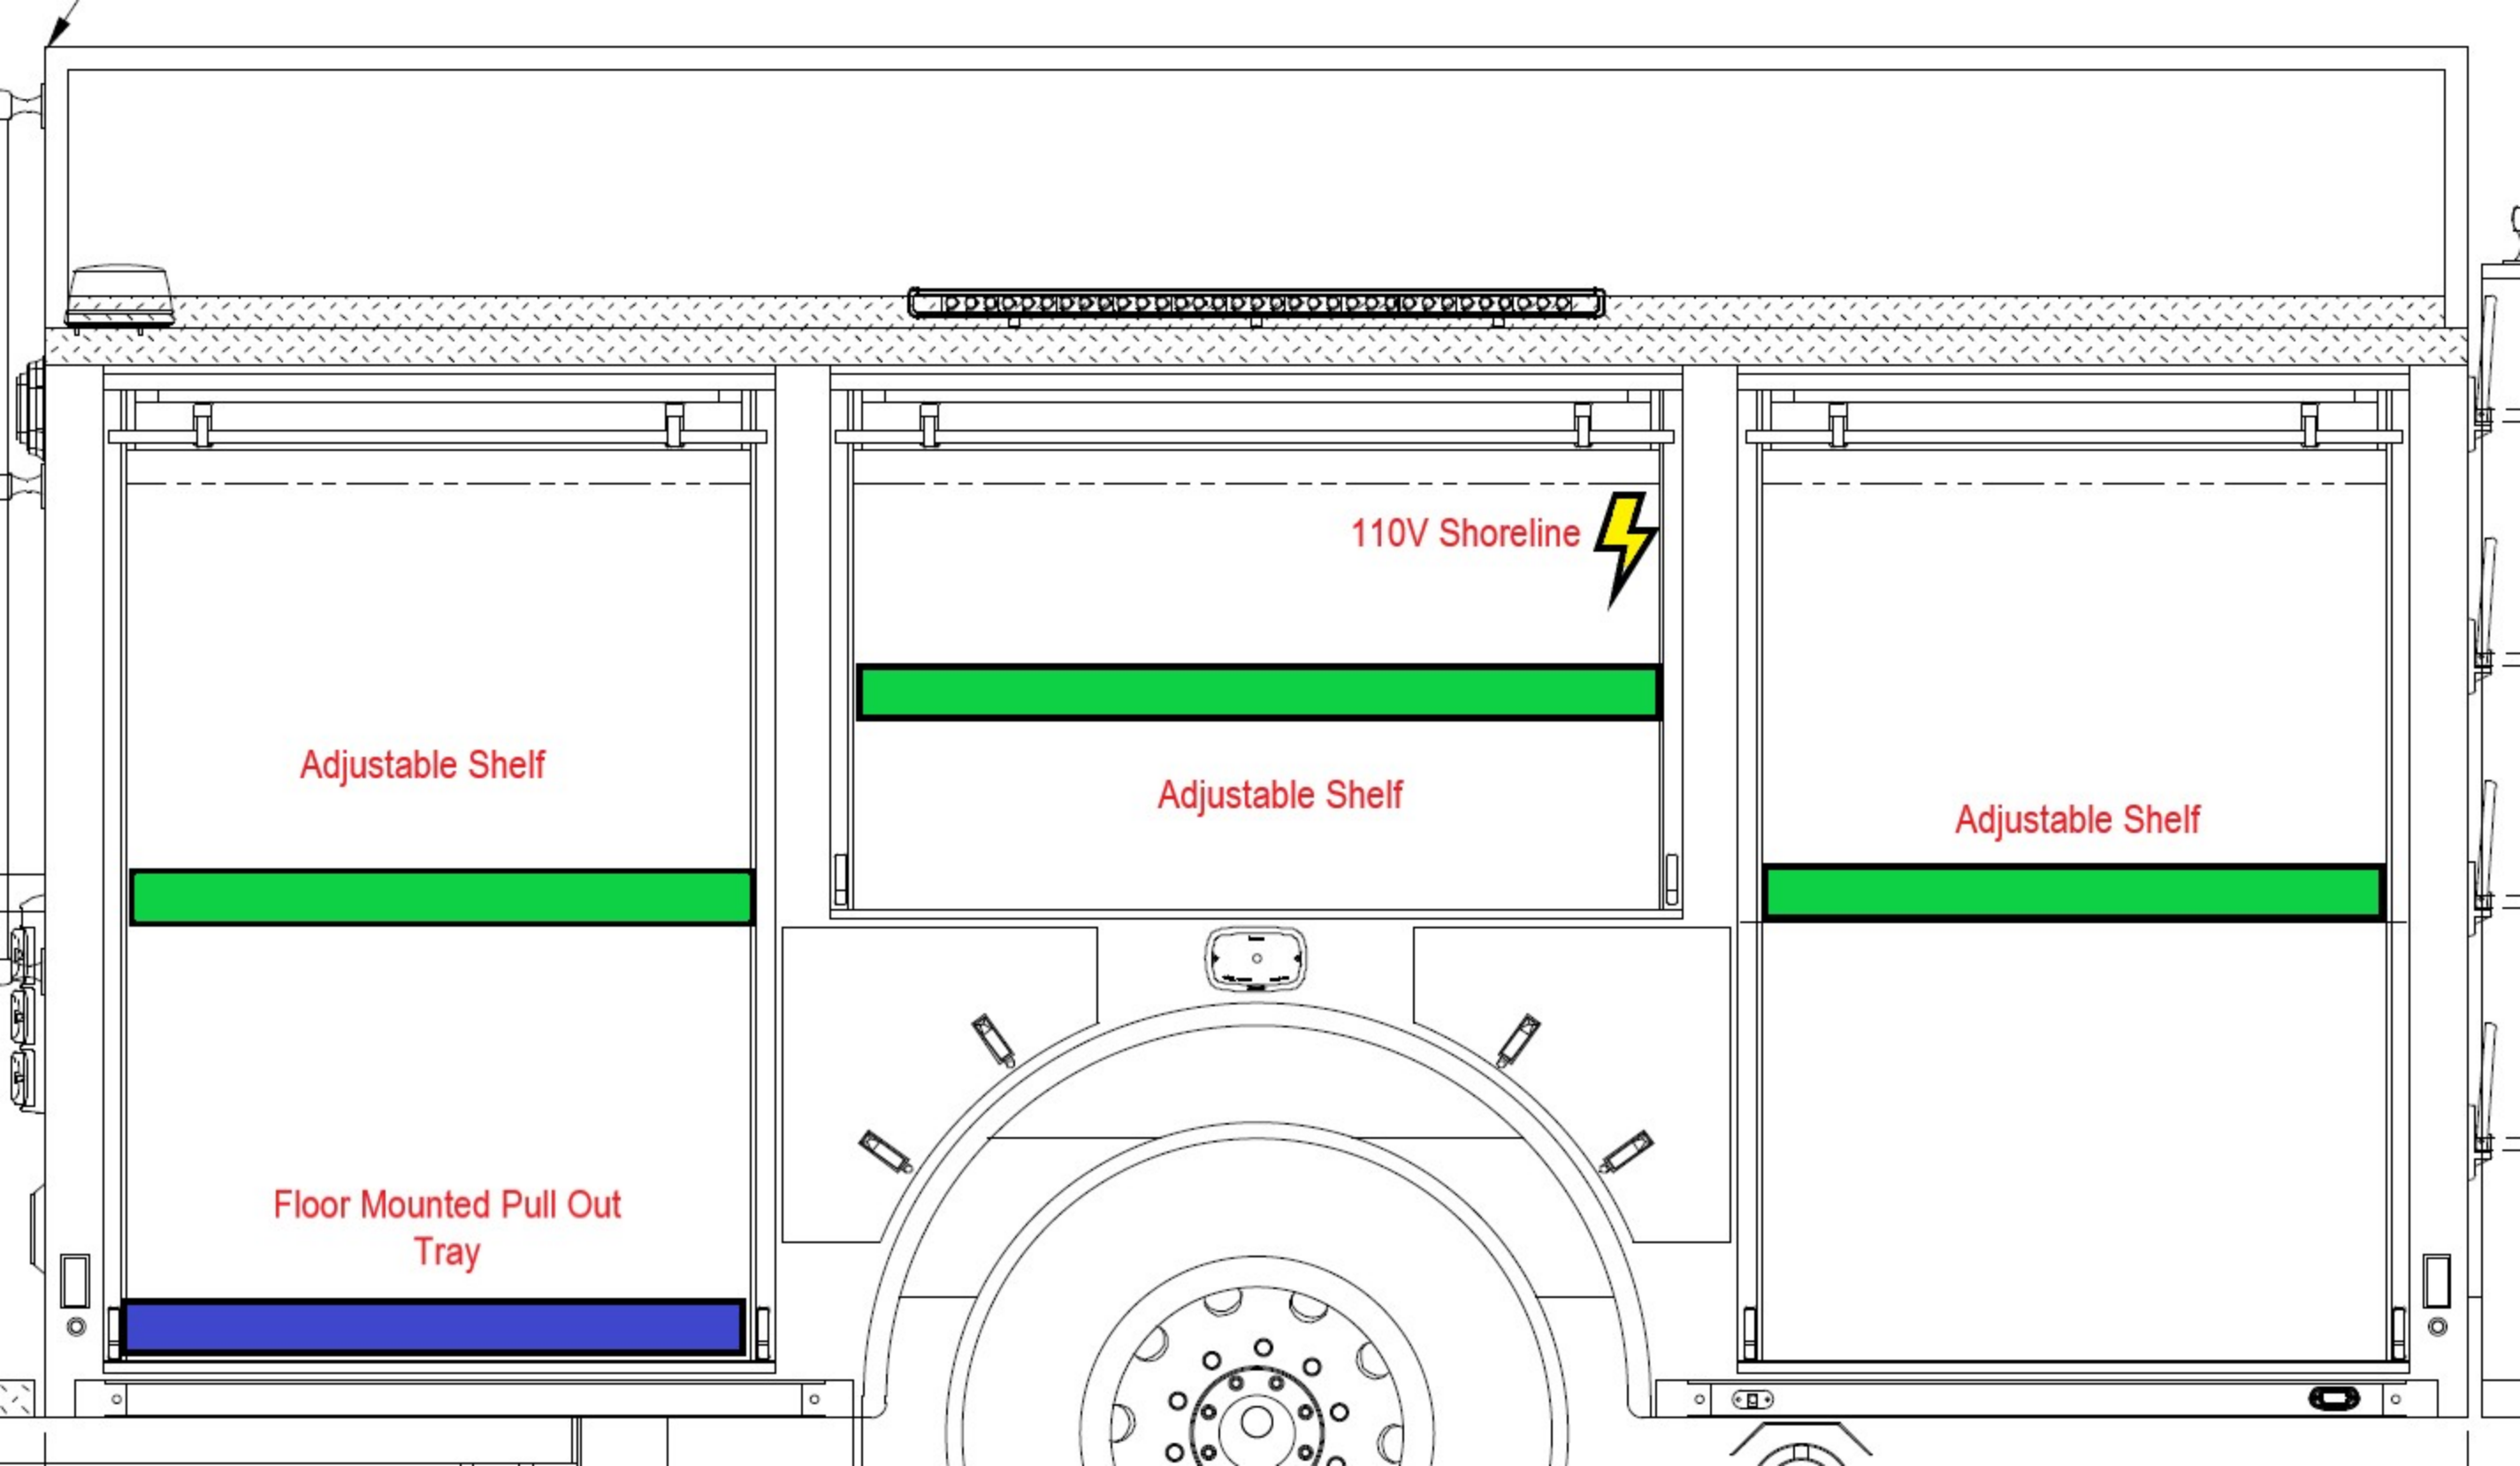 110V Shoreline
Adjustable Shelf
Adjustable Shelf
Adjustable Shelf
Floor Mounted Pull Out
Tray